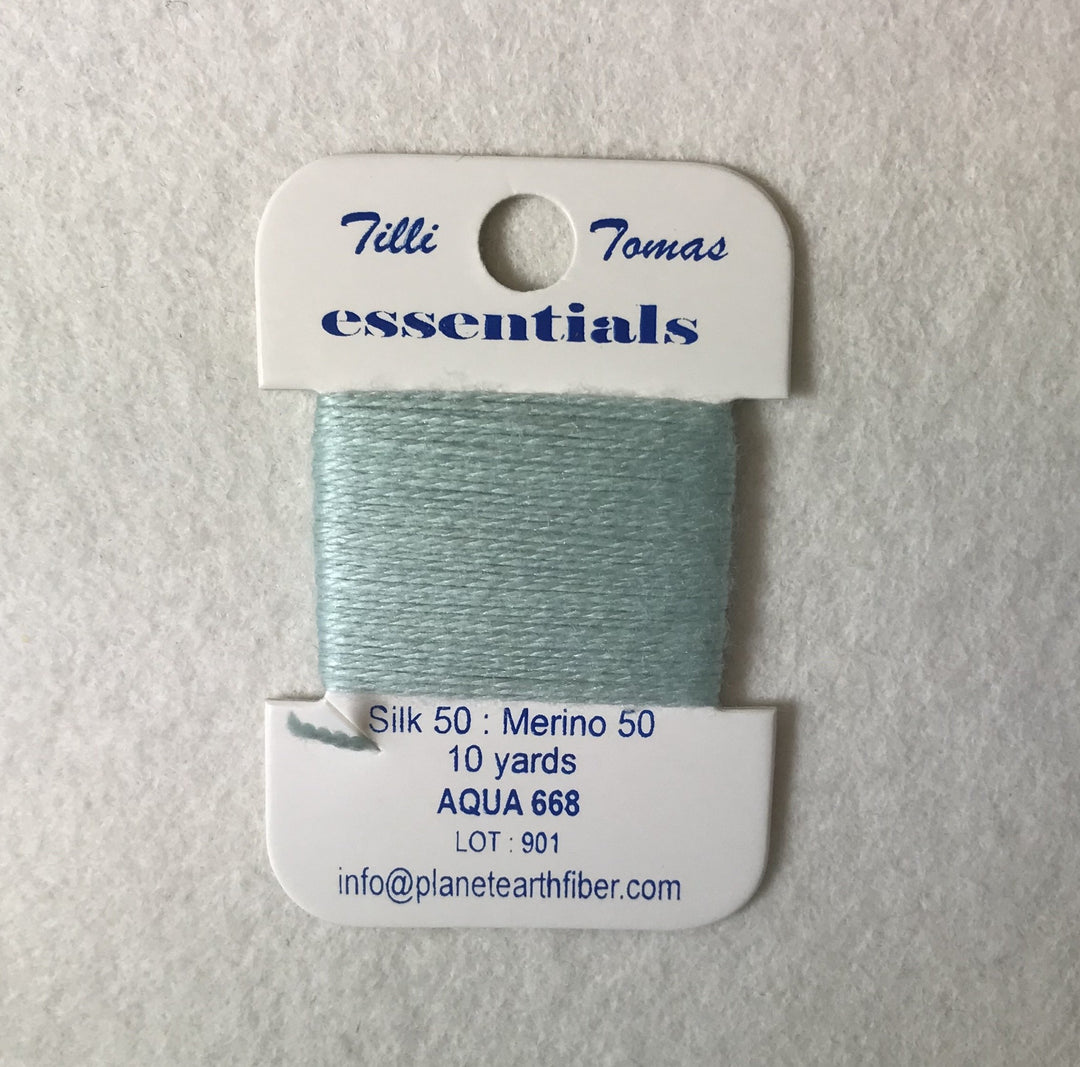 Tilli Tomas
essentials
Silk 50 : Merino 50
10 yards
AQUA 668
LOT : 901
info@planetearthfiber.com